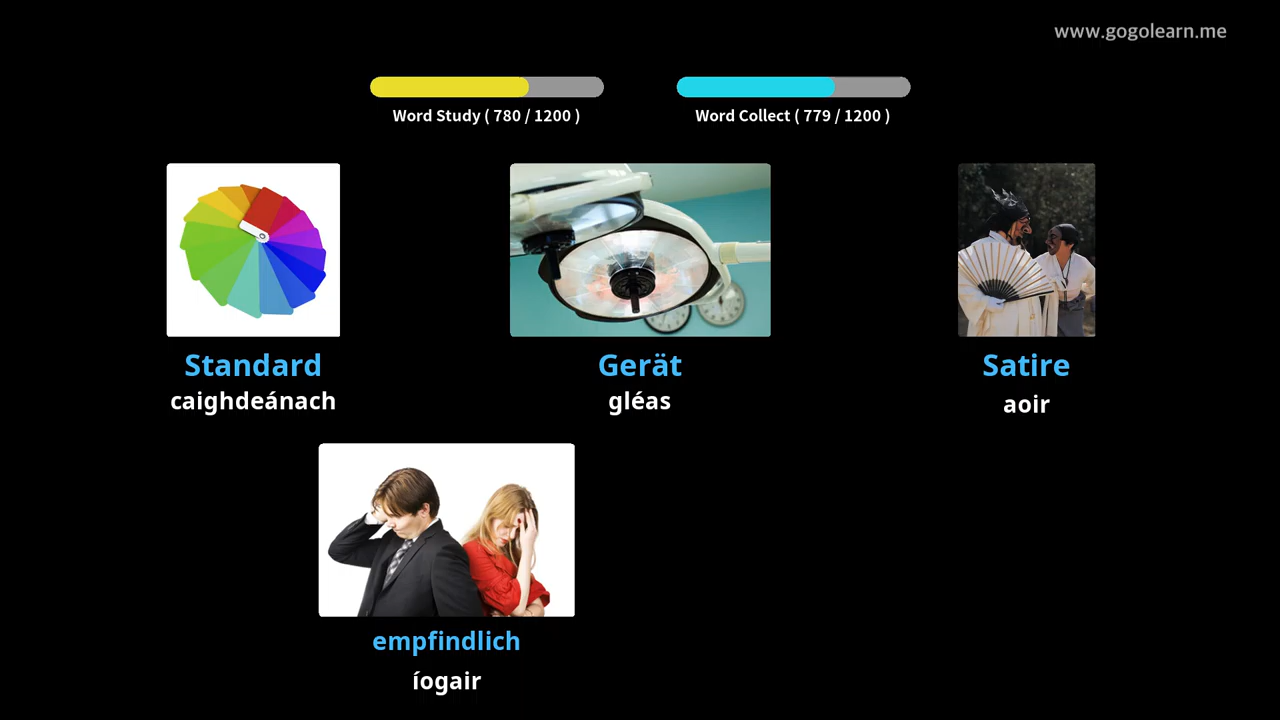 www.gogolearn.me
Word Study ( 780 / 1200 )
Word Collect ( 779 / 1200 )
Standard
caighdeánach
Gerät
gléas
Satire
aoir
empfindlich
íogair